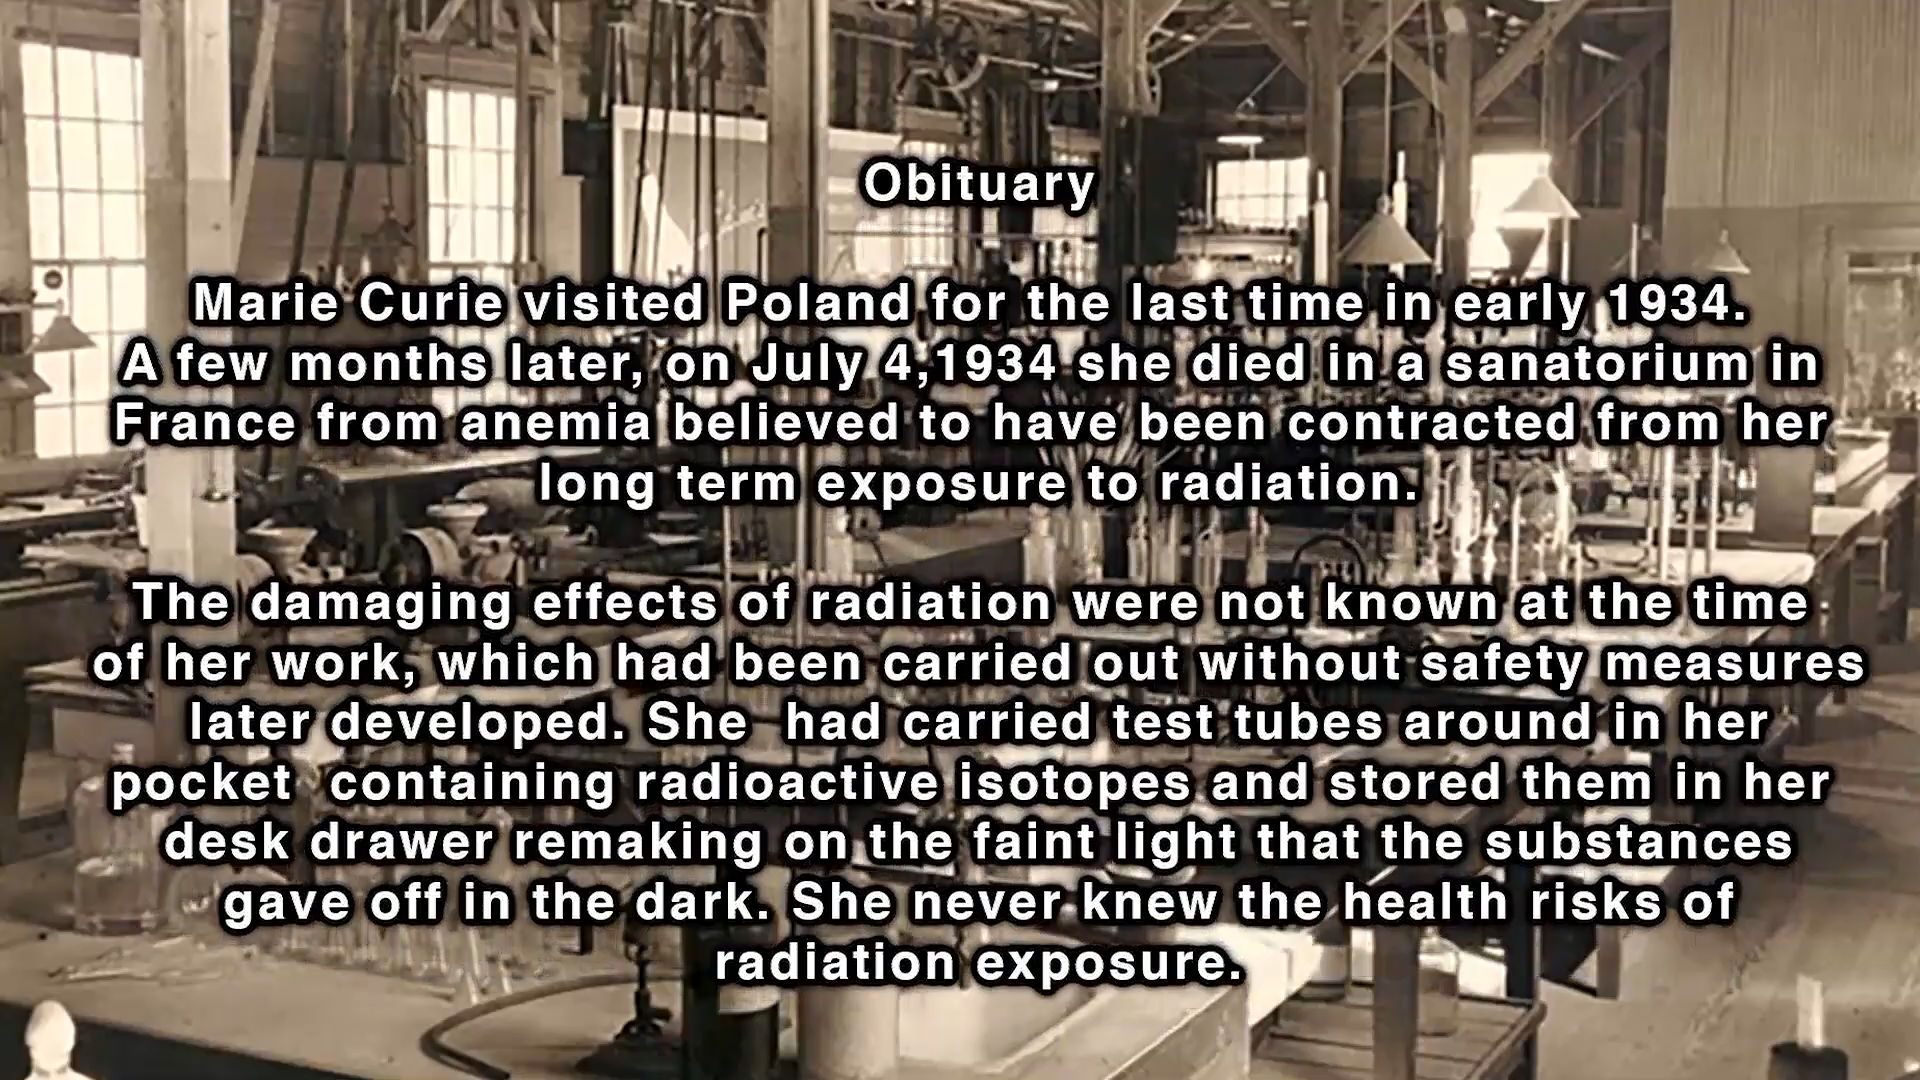 Obituary
Marie Curie visited Poland for the last time in early 1934.
A few months later, on July 4,1934 she died in a sanatorium in
France from anemia believed to have been contracted from her
long term exposure to radiation.
The damaging effects of radiation were not known at the time
of her work, which had been carried out without safety measures
later developed. She  had carried test tubes around in her
pocket  containing radioactive isotopes and stored them in her
desk drawer remaking on the faint light that the substances
gave off in the dark. She never knew the health risks of
radiation exposure.